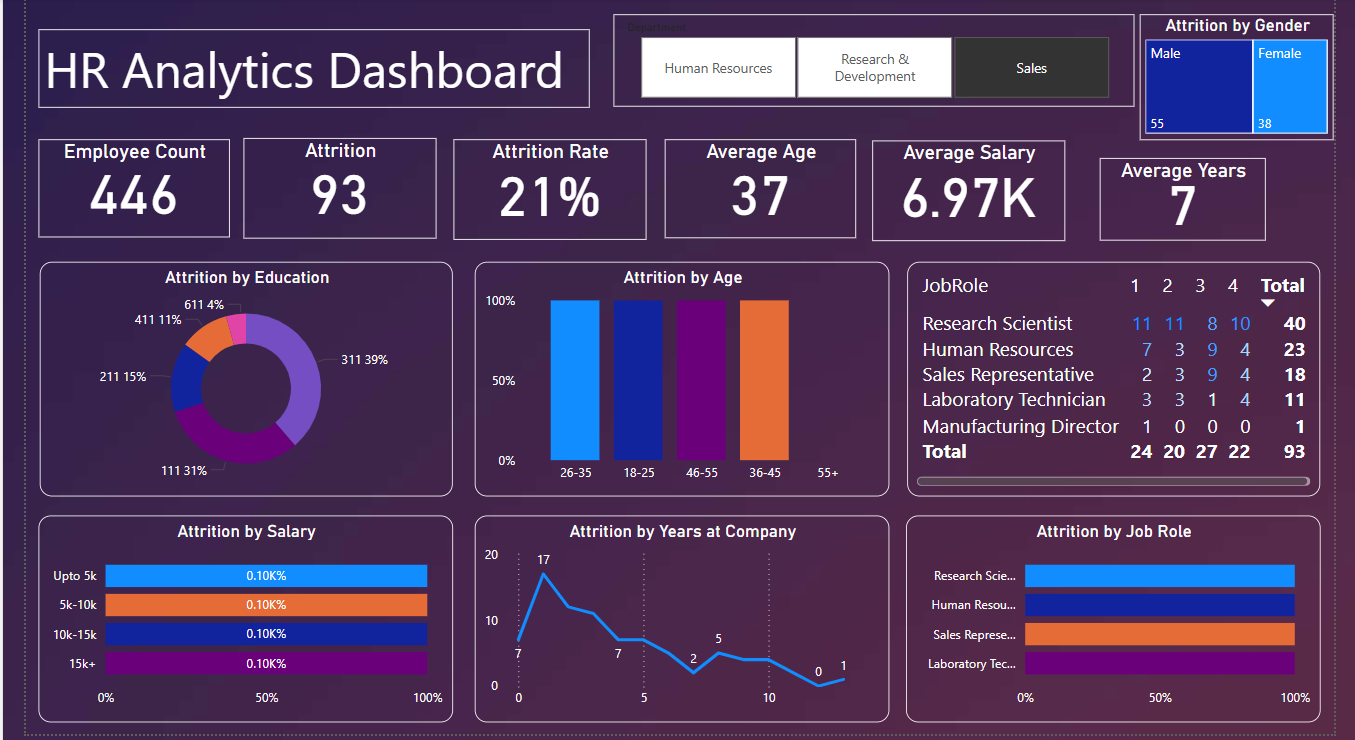 HR Analytics Dashboard
Department
Human Resources
Research &
Development
Sales
Attrition by Gender
Male
Female
55
38
Employee Count
446
Attrition
93
Attrition Rate
21%
Average Age
37
Average Salary
6.97K
Average Years
7
Attrition by Education
611 4%
411 11%
211 15%
311 39%
111 31%
Attrition by Age
100%
50%
0%
26-35 18-25 46-55 36-45 55+
JobRole 1 2 3 4 Total
Research Scientist 11 11 8 10 40
Human Resources 7 3 9 4 23
Sales Representative 2 3 9 4 18
Laboratory Technician 3 3 1 4 11
Manufacturing Director 1 0 0 0 1
Total 24 20 27 22 93
Attrition by Salary
Upto 5k 0.10K%
5k-10k 0.10K%
10k-15k 0.10K%
15k+ 0.10K%
0% 50% 100%
Attrition by Years at Company
20
17
10
7
7
2
5
0
1
0
0 5 10
Attrition by Job Role
Research Scie...
Human Resou...
Sales Represe...
Laboratory Tec...
0% 50% 100%